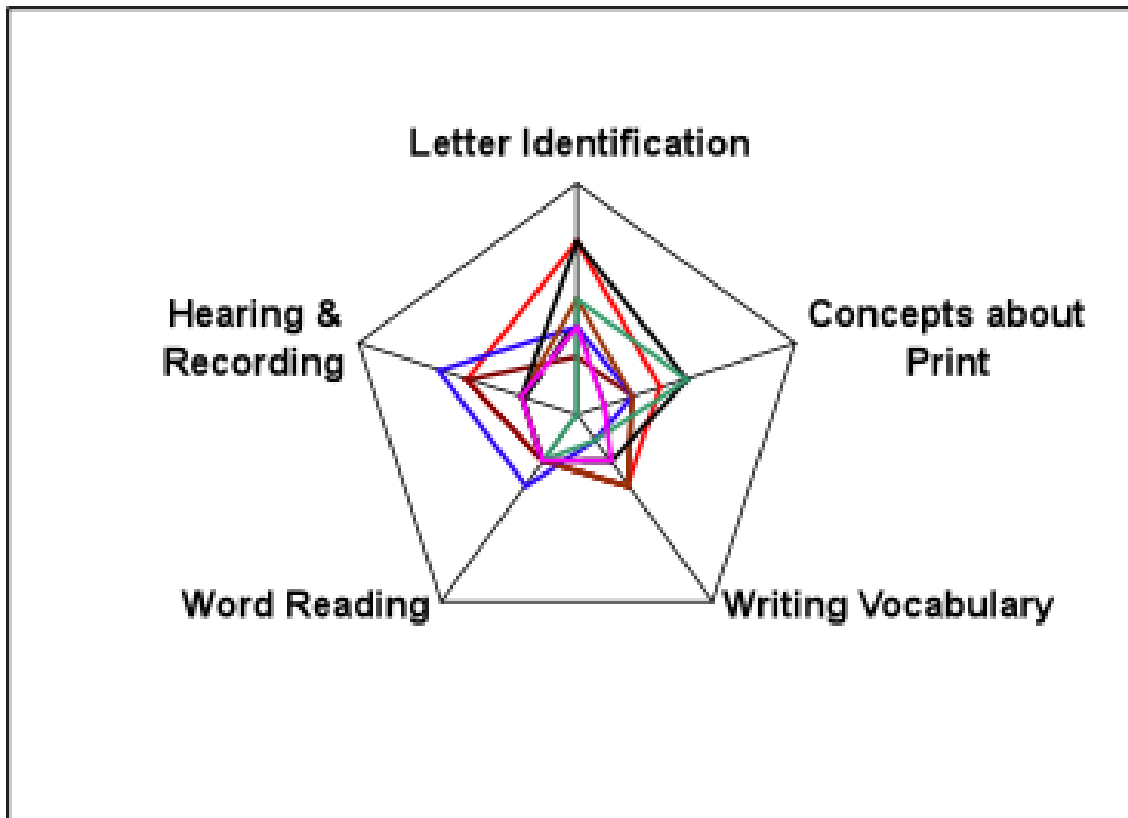 Letter Identification
Hearing &
Recording
Concepts about
Print
Word Reading
Writing Vocabulary